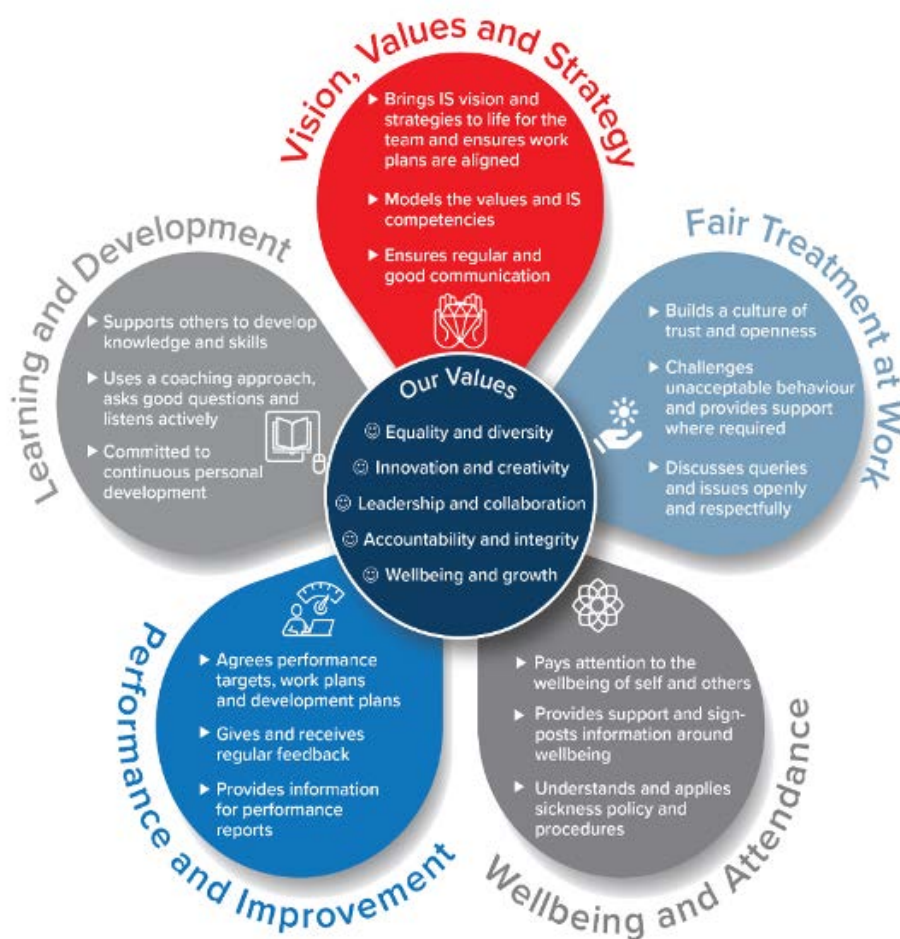 Vision, Values and Strategy
▶ Brings IS vision and
strategies to life for the
team and ensures work
plans are aligned
▶ Models the values and IS
competencies
▶ Ensures regular and
good communication
Fair Treatment at Work
▶ Builds a culture of
trust and openness
▶ Challenges
unacceptable behaviour
and provides support
where required
▶ Discusses queries
and issues openly
and respectfully
Wellbeing and Attendance
▶ Pays attention to the
wellbeing of self and others
▶ Provides support and sign-
posts information around
wellbeing
▶ Understands and applies
sickness policy and
procedures
Performance and Improvement
▶ Agrees performance
targets, work plans
and development plans
▶ Gives and receives
regular feedback
▶ Provides information
for performance
reports
Learning and Development
▶ Supports others to develop
knowledge and skills
▶ Uses a coaching approach,
asks good questions and
listens actively
▶ Committed to
continuous personal
development
Our Values
☺ Equality and diversity
☺ Innovation and creativity
☺ Leadership and collaboration
☺ Accountability and integrity
☺ Wellbeing and growth